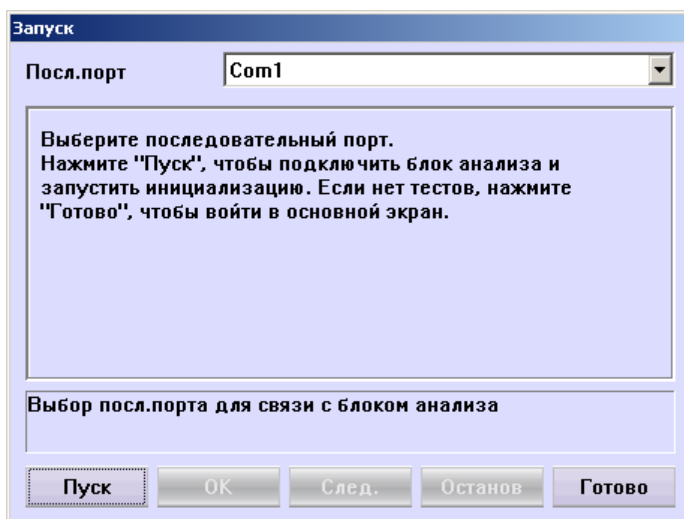 Запуск
Посл.порт Com1
Выберите последовательный порт.
Нажмите "Пуск", чтобы подключить блок анализа и
запустить инициализацию. Если нет тестов, нажмите
"Готово", чтобы войти в основной экран.
Выбор посл.порта для связи с блоком анализа
Пуск OK След. Останов Готово